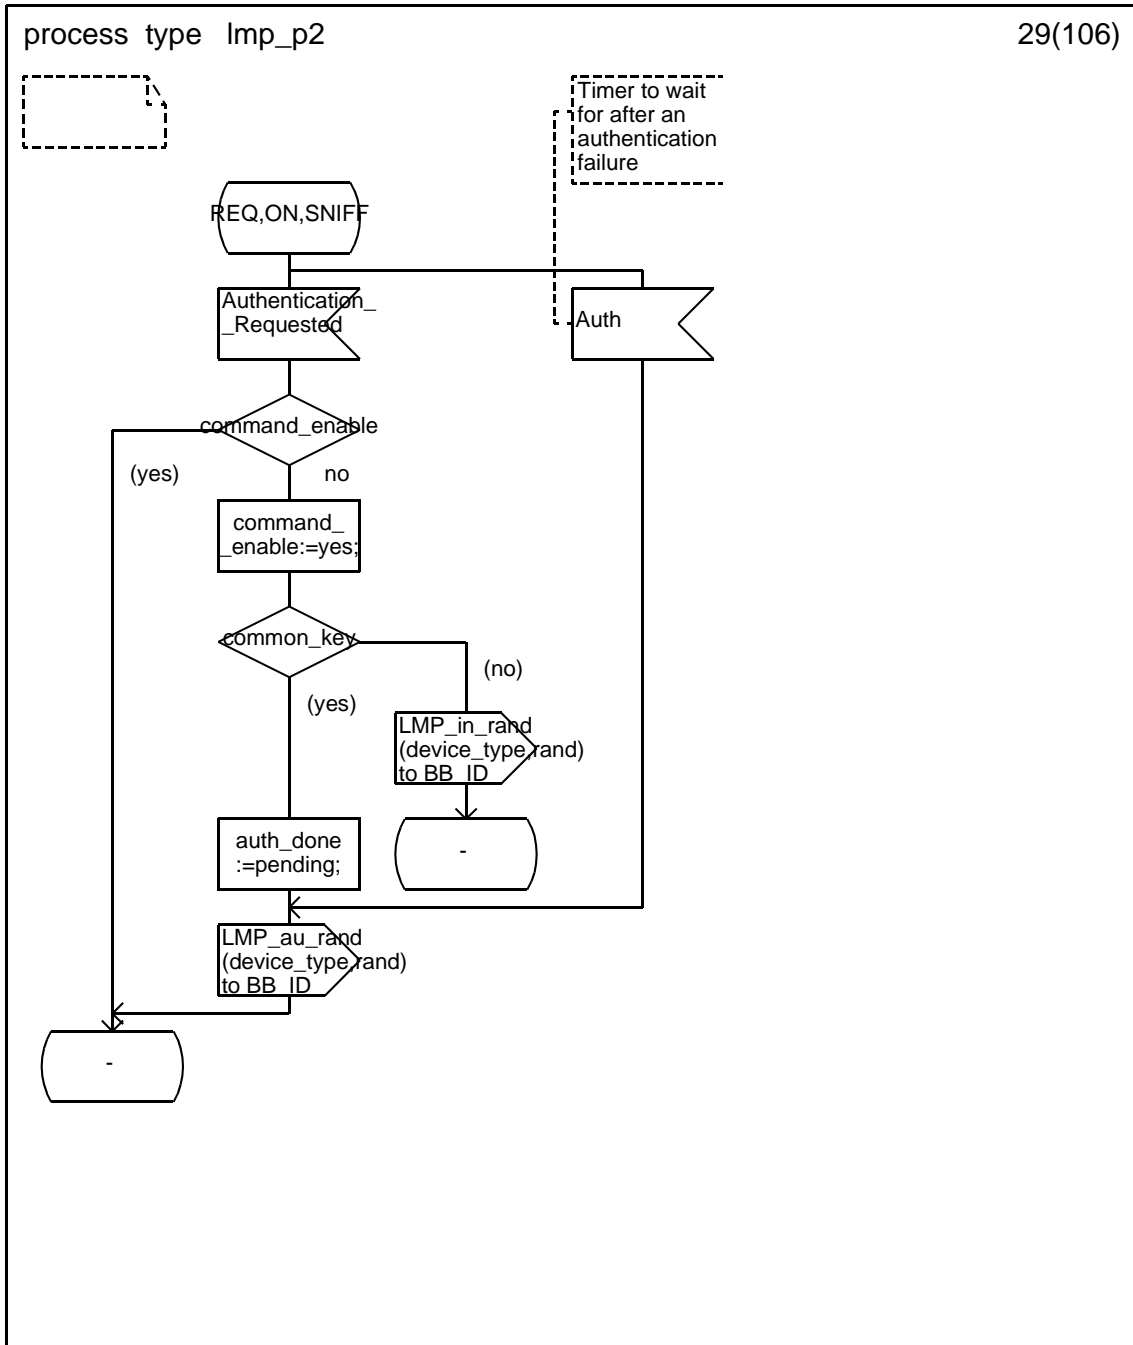 process type lmp_p2
29(106)
Timer to wait
for after an
authentication
failure
REQ,ON,SNIFF
Authentication_
_Requested
Auth
command_enable
(yes)
no
command_
_enable:=yes;
common_key
(no)
(yes)
LMP_in_rand
(device_type,rand)
to BB_ID
auth_done
:=pending;
-
LMP_au_rand
(device_type,rand)
to BB_ID
-